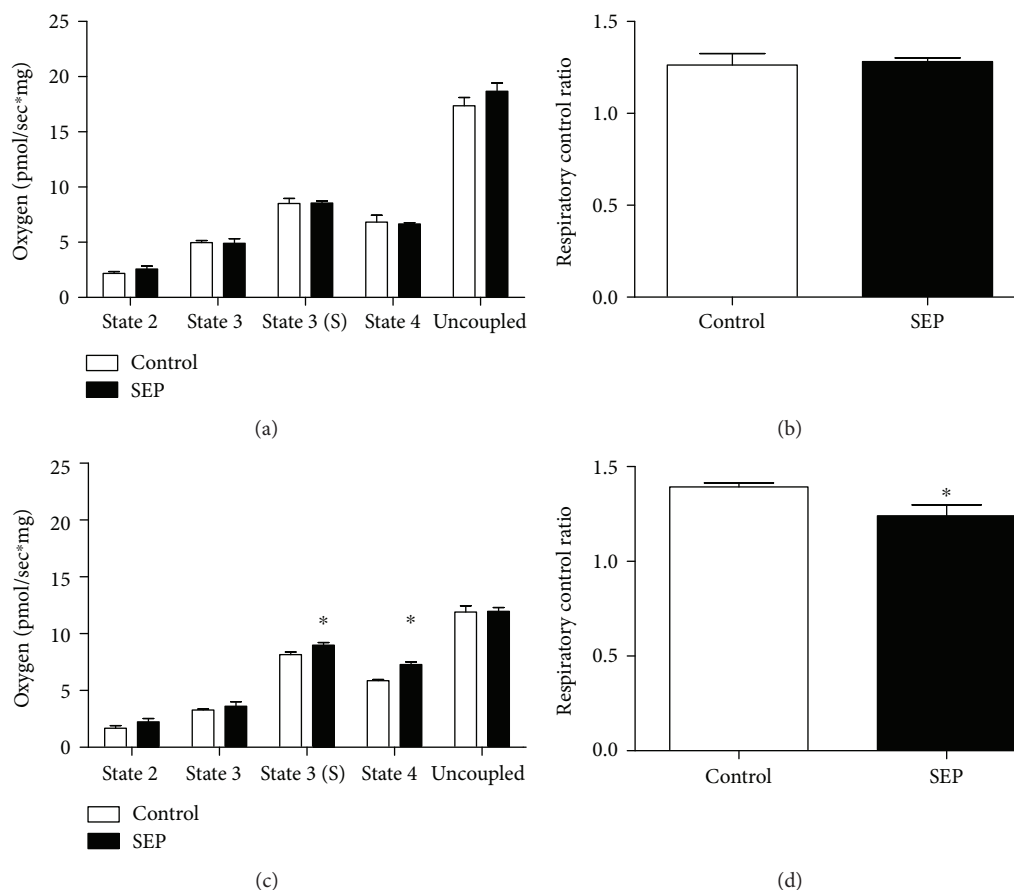 Oxygen (pmol/sec*mg)
25
20
15
10
5
0
State 2 State 3 State 3 (S) State 4 Uncoupled
Control
SEP
(a)
Respiratory control ratio
1.5
1.0
0.5
0.0
Control SEP
(b)
Oxygen (pmol/sec*mg)
25
20
15
10
5
0
* *
State 2 State 3 State 3 (S) State 4 Uncoupled
Control
SEP
(c)
Respiratory control ratio
1.5
1.0
0.5
0.0
*
Control SEP
(d)